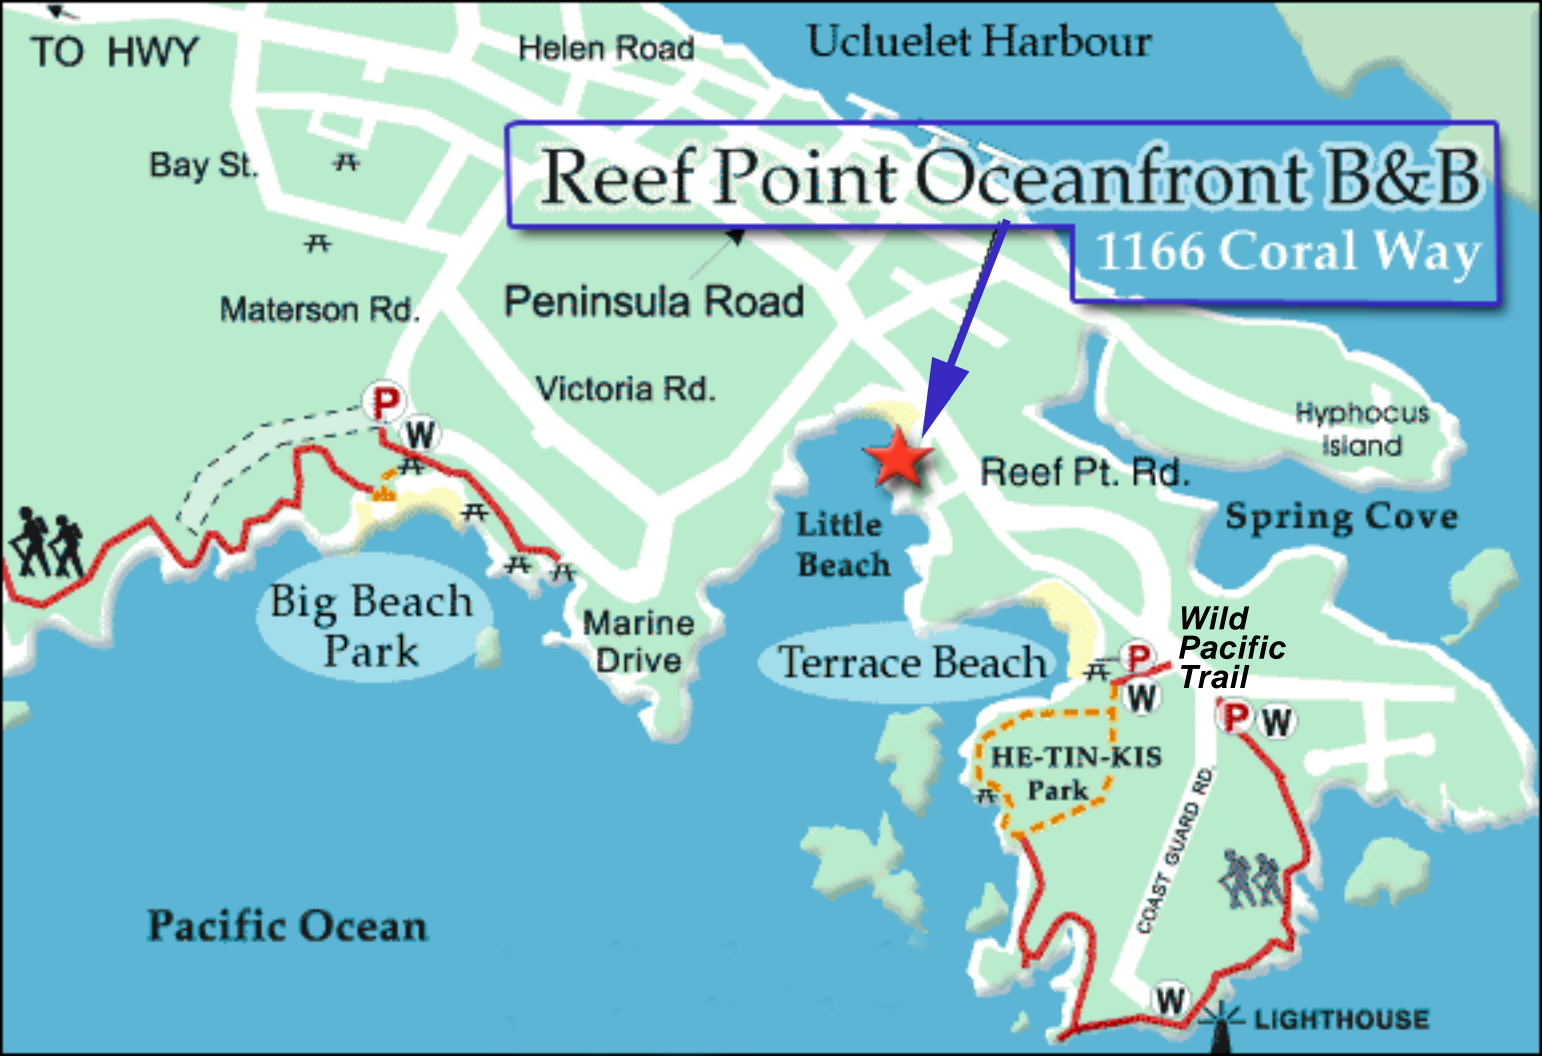 TO HWY
Helen Road
Ucluelet Harbour
Bay St.
Reef Point Oceanfront B&B
1166 Coral Way
Materson Rd.
Peninsula Road
Victoria Rd.
P
W
Hyphocus
island
Reef Pt. Rd.
Spring Cove
Little
Beach
Big Beach
Park
Marine
Drive
Terrace Beach
Wild
Pacific
Trail
P
W
P
W
HE-TIN-KIS
Park
COAST GUARD RD.
Pacific Ocean
W
LIGHTHOUSE